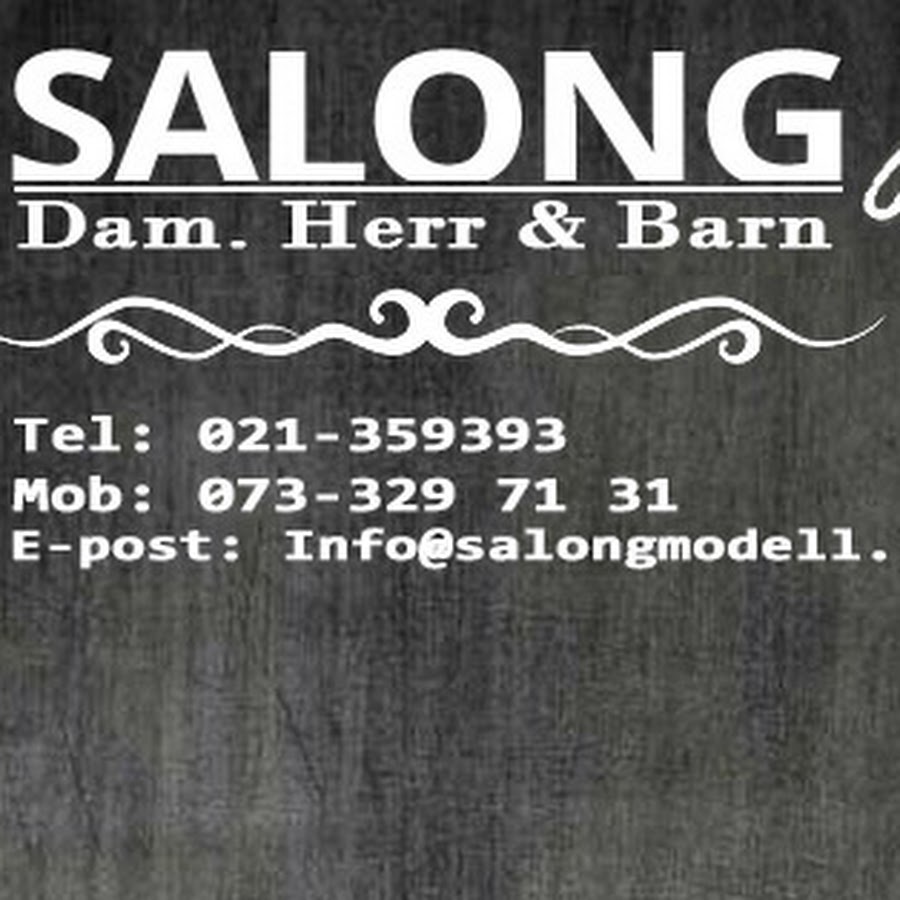 SALONG
Dam. Herr & Barn
Tel: 021-359393
Mob: 073-329 71 31
E-post: Info@salongmodell.